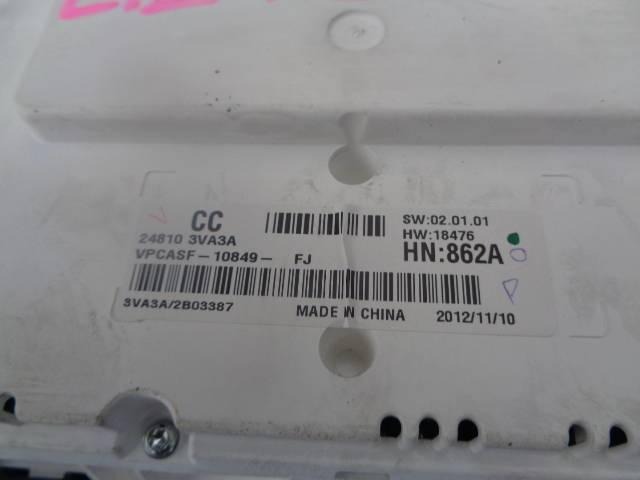 CC
24810 3VA3A
VPCASF-10849- FJ
SW:02.01.01
HW:18476
HN:862A
3VA3A/2B03387
MADE IN CHINA
2012/11/10